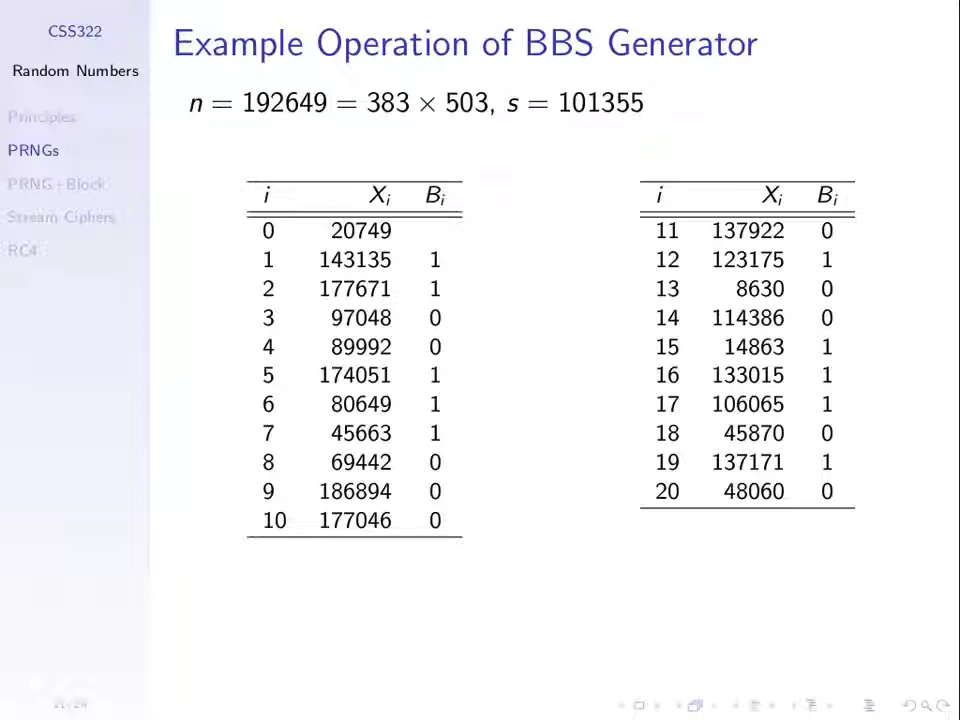 CSS322
Random Numbers
Principles
PRNGs
PRNG+Block
Stream Ciphers
RC4
Example Operation of BBS Generator
n = 192649 = 383 × 503, s = 101355
i Xi Bi
0 20749
1 143135 1
2 177671 1
3 97048 0
4 89992 0
5 174051 1
6 80649 1
7 45663 1
8 69442 0
9 186894 0
10 177046 0
i Xi Bi
11 137922 0
12 123175 1
13 8630 0
14 114386 0
15 14863 1
16 133015 1
17 106065 1
18 45870 0
19 137171 1
20 48060 0